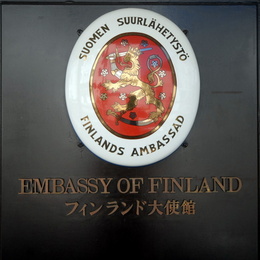 SUOMEN SUURLÄHETYSTÖ
FINLANDS AMBASSAD
EMBASSY OF FINLAND
フィンランド大使館